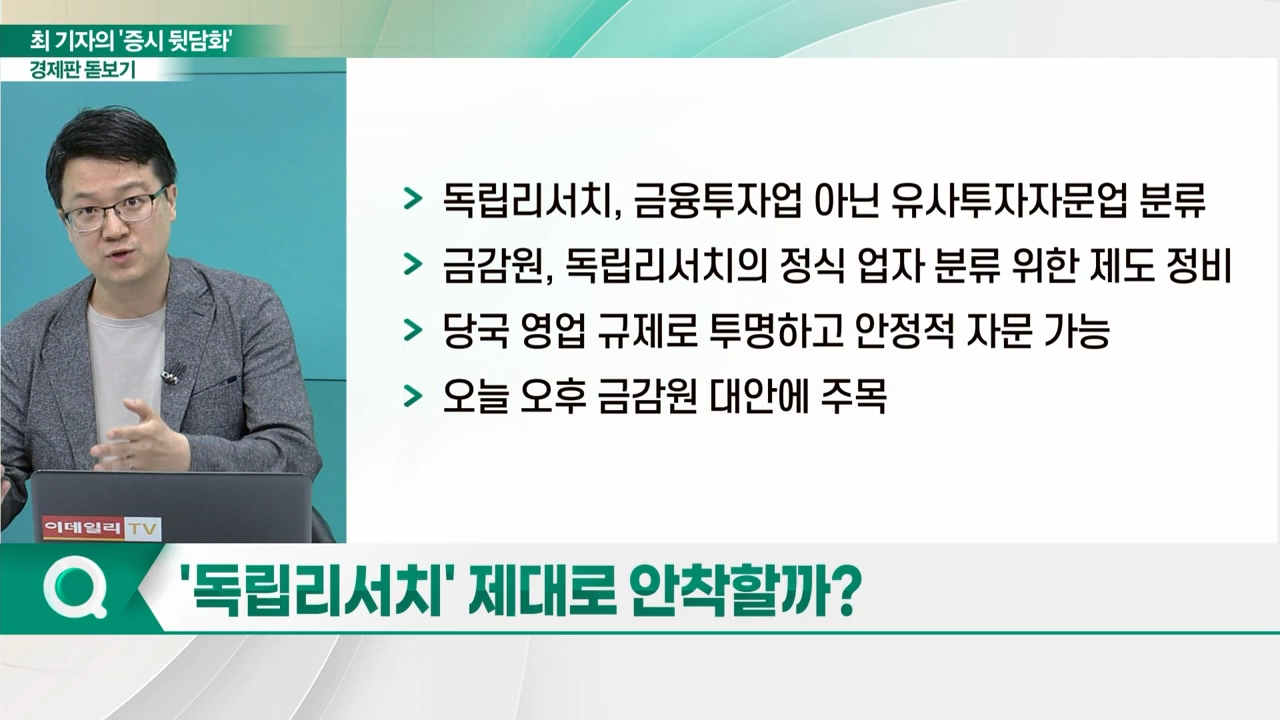 최 기자의 '증시 뒷담화'
경제판 돋보기
> 독립리서치, 금융투자업 아닌 유사투자자문업 분류
> 금감원, 독립리서치의 정식 업자 분류 위한 제도 정비
> 당국 영업 규제로 투명하고 안정적 자문 가능
> 오늘 오후 금감원 대안에 주목
이데일리 TV
Q '독립리서치' 제대로 안착할까?